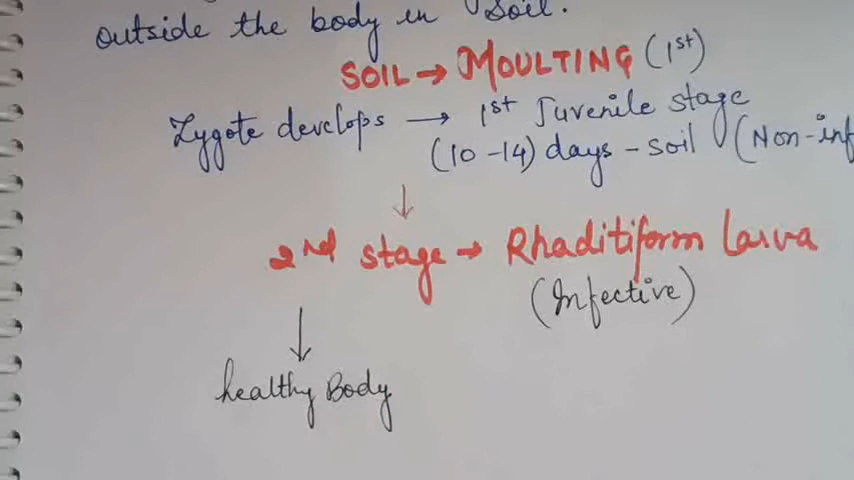 outside the body in Soil.
SOIL → MOULTING (1st)
Zygote develops → 1st Juvenile stage
(10-14) days - soil (Non-inf
2nd stage → Rhaditiform Larva
(Infective)
healthy Body